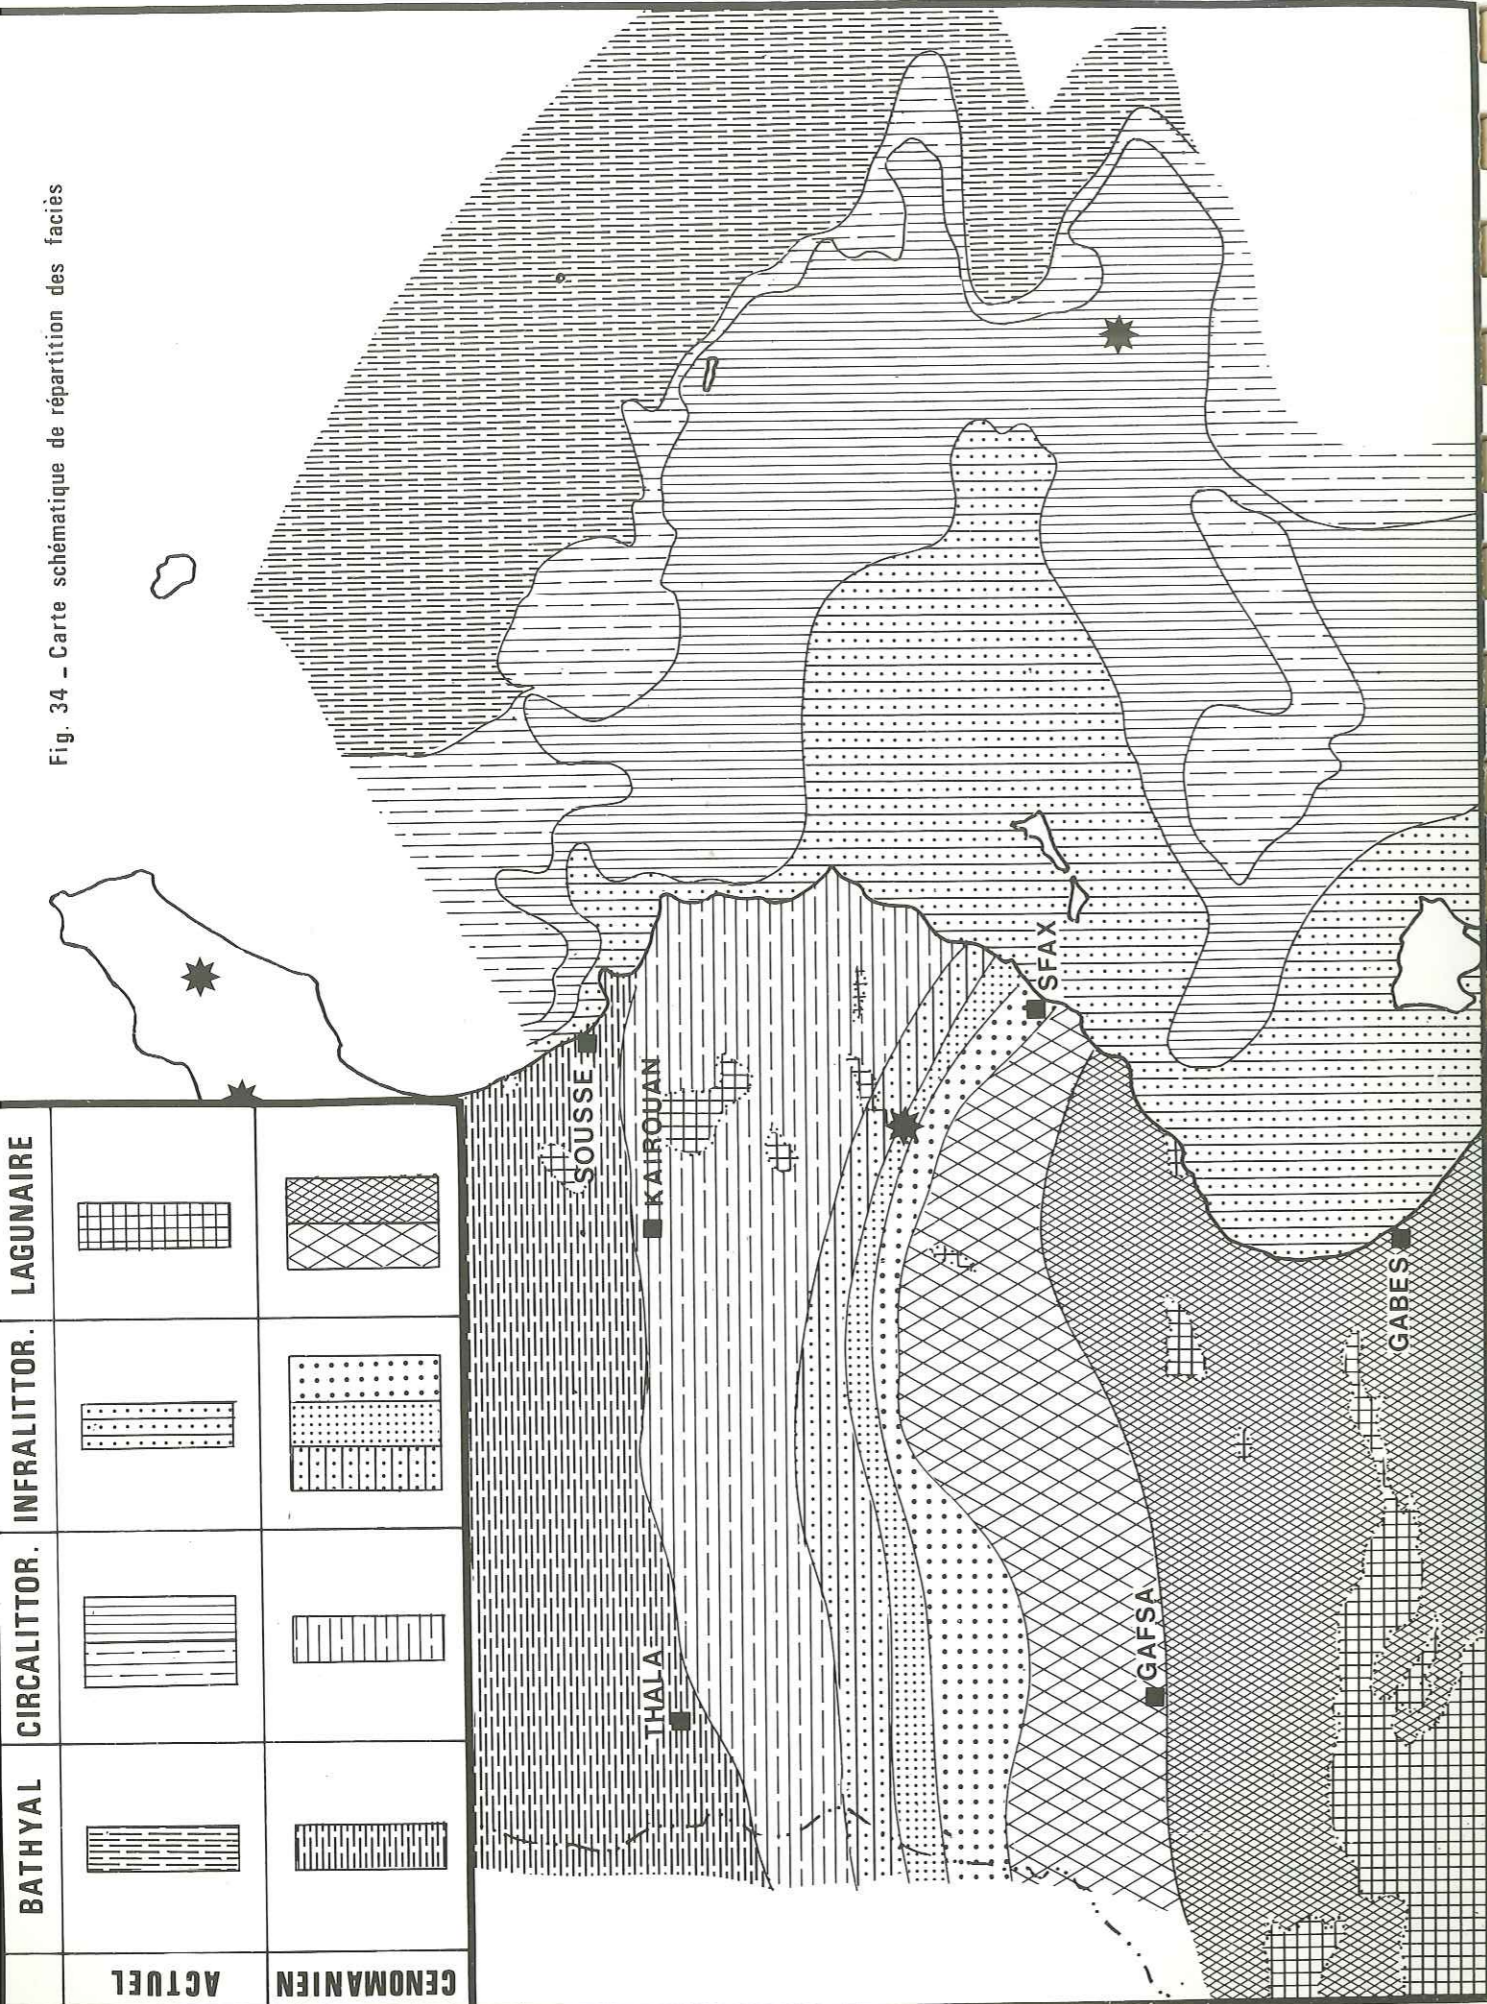 Fig. 34 – Carte schématique de répartition des faciès
BATHYAL
CIRCALITTOR.
INFRALITTOR.
LAGUNAIRE
ACTUEL
CENOMANIEN
SOUSSE
KAIROUAN
THALA
SFAX
GAFSA
GABES